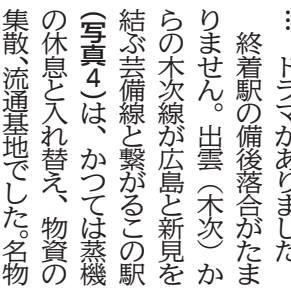 … ドラマがありました
終着駅の備後落合がたま
りません。出雲（木次）か
らの木次線が広島と新見を
結ぶ芸備線と繋がるこの駅
(写真4)は、かつては蒸機
の休息と入れ替え、物資の
集散、流通基地でした。名物